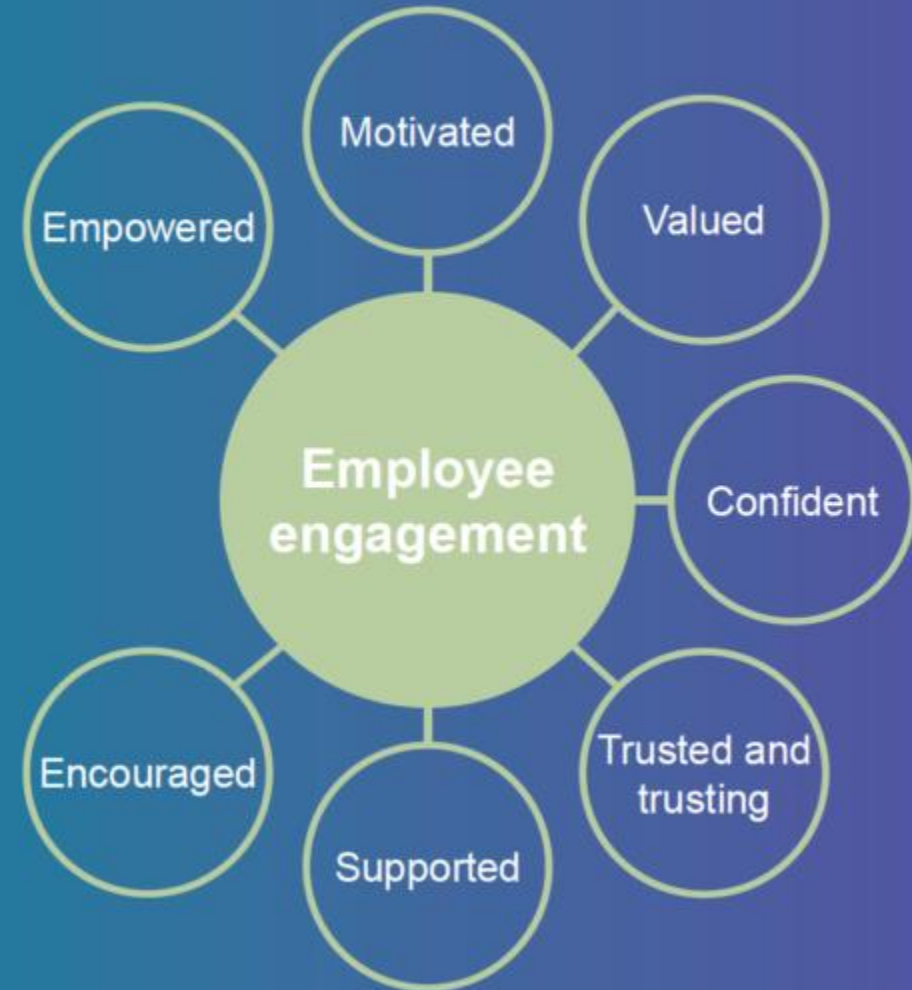 Motivated
Empowered
Valued
Employee
engagement
Confident
Encouraged
Trusted and
trusting
Supported